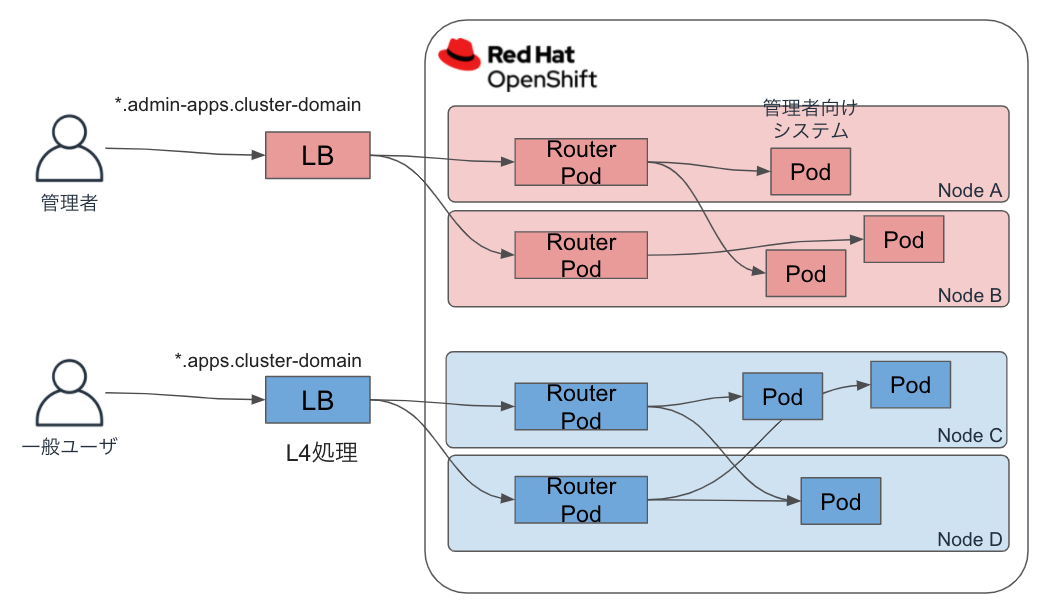 Red Hat
OpenShift
*.admin-apps.cluster-domain
管理者
LB
管理者向け
システム
Router
Pod
Pod
Node A
Router
Pod
Pod
Pod
Node B
*.apps.cluster-domain
一般ユーザ
LB
L4処理
Router
Pod
Pod
Pod
Node C
Router
Pod
Pod
Node D